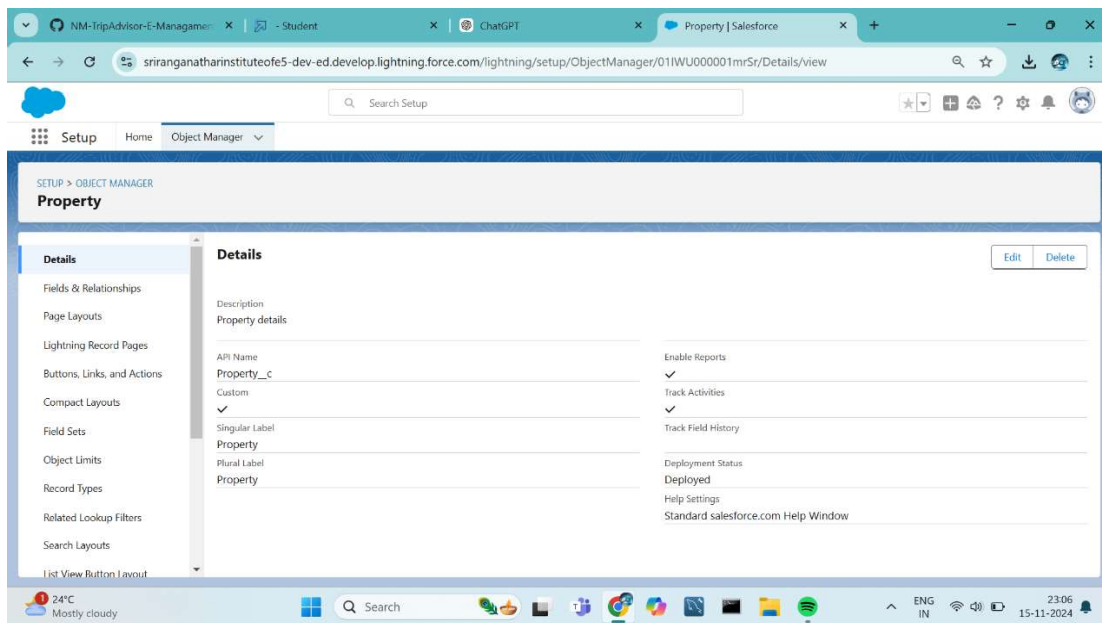 NM-TripAdvisor-E-Managamen
- Student
ChatGPT
Property | Salesforce
sriranganatharinstituteofe5-dev-ed.develop.lightning.force.com/lightning/setup/ObjectManager/01IWU000001mrSr/Details/view
Search Setup
Setup Home Object Manager
SETUP > OBJECT MANAGER
Property
Details
Fields & Relationships
Page Layouts
Lightning Record Pages
Buttons, Links, and Actions
Compact Layouts
Field Sets
Object Limits
Record Types
Related Lookup Filters
Search Layouts
List View Button Layout
Details
Edit Delete
Description
Property details
API Name
Property__c
Custom
Singular Label
Property
Plural Label
Property
Enable Reports
Track Activities
Track Field History
Deployment Status
Deployed
Help Settings
Standard salesforce.com Help Window
1
24°C
Mostly cloudy
Search
ENG
IN
23:06
15-11-2024